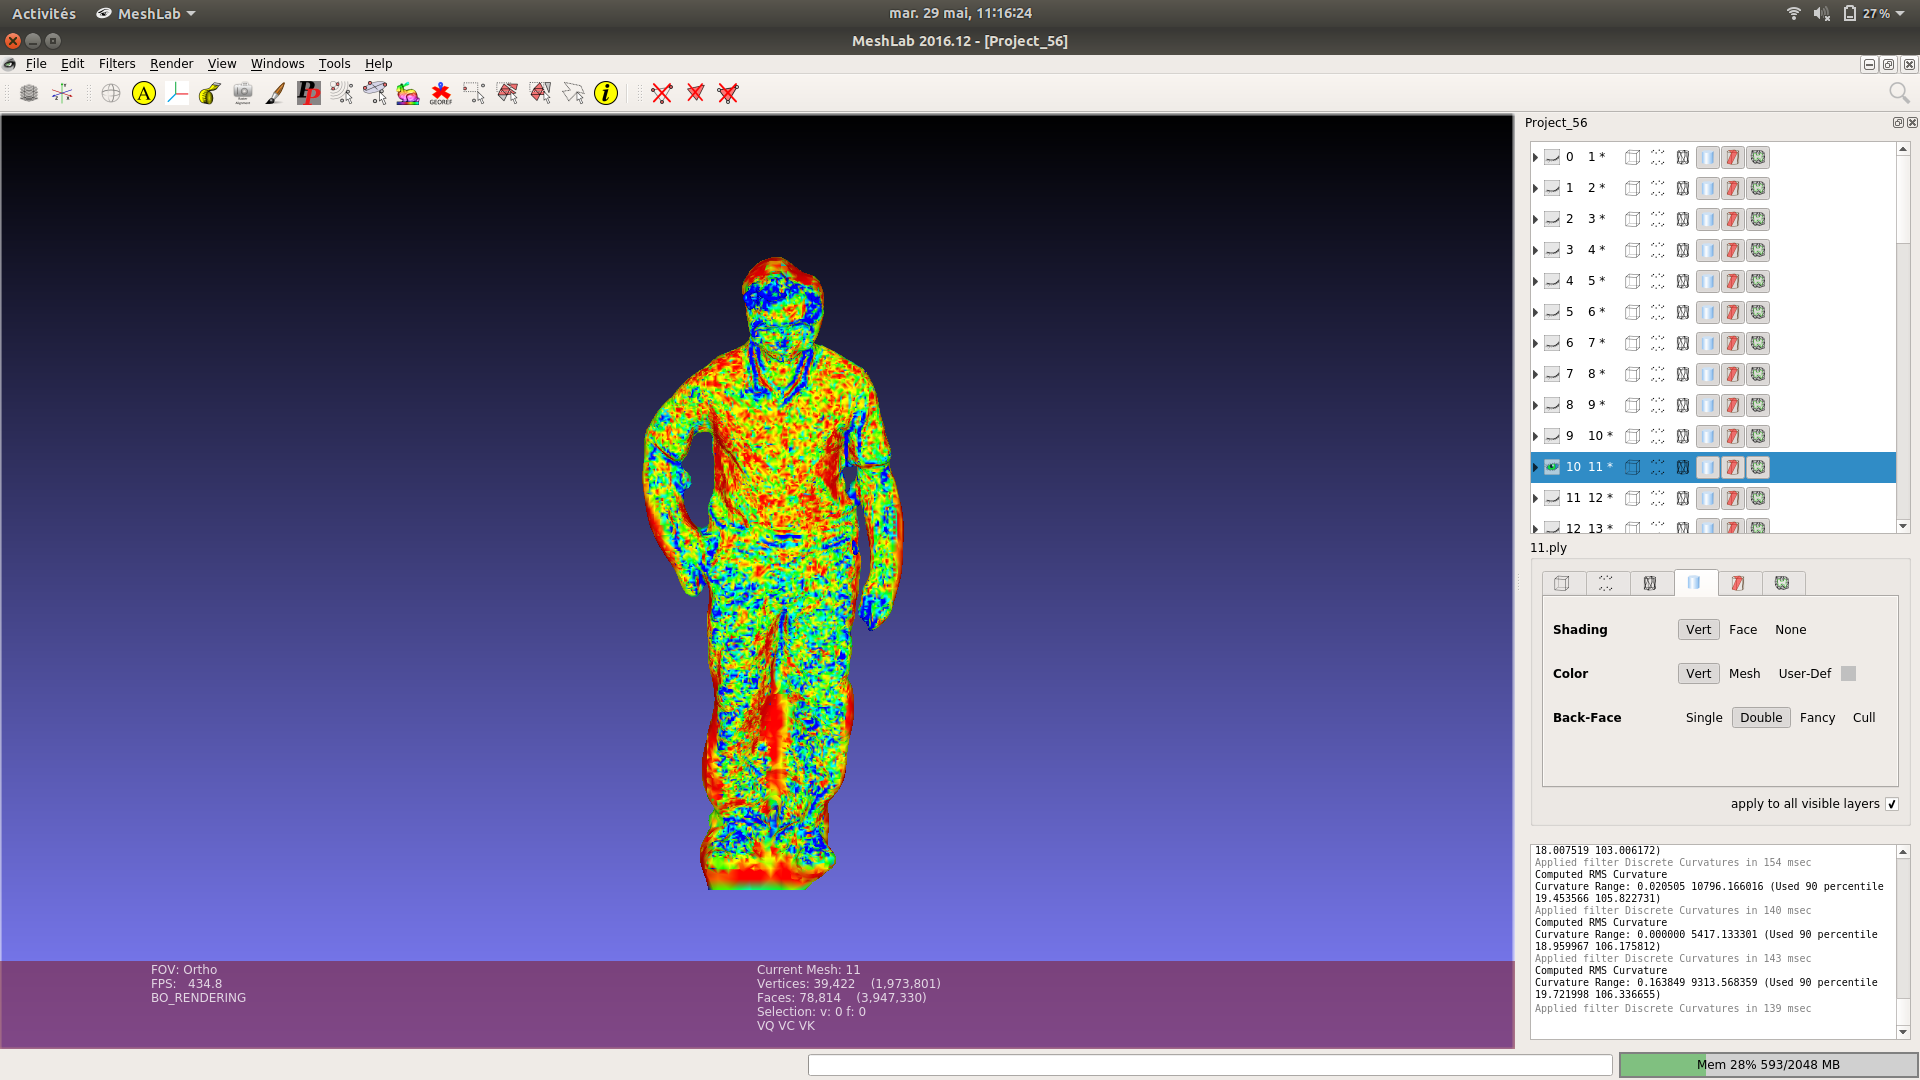 Activités MeshLab mar. 29 mai, 11:16:24 27 %
MeshLab 2016.12 - [Project_56]
File Edit Filters Render View Windows Tools Help
A PP GEOREF i
Project_56
0 1 *
1 2 *
2 3 *
3 4 *
4 5 *
5 6 *
6 7 *
7 8 *
8 9 *
9 10 *
10 11 *
11 12 *
12 13 *
11.ply
Shading Vert Face None
Color Vert Mesh User-Def
Back-Face Single Double Fancy Cull
apply to all visible layers
18.007519 103.006172)
Applied filter Discrete Curvatures in 154 msec
Computed RMS Curvature
Curvature Range: 0.020505 10796.166016 (Used 90 percentile
19.453566 105.822731)
Applied filter Discrete Curvatures in 140 msec
Computed RMS Curvature
Curvature Range: 0.000000 5417.133301 (Used 90 percentile
18.959967 106.175812)
Applied filter Discrete Curvatures in 143 msec
Computed RMS Curvature
Curvature Range: 0.163849 9313.568359 (Used 90 percentile
19.721998 106.336655)
Applied filter Discrete Curvatures in 139 msec
FOV: Ortho
FPS: 434.8
BO_RENDERING
Current Mesh: 11
Vertices: 39,422 (1,973,801)
Faces: 78,814 (3,947,330)
Selection: v: 0 f: 0
VQ VC VK
Mem 28% 593/2048 MB